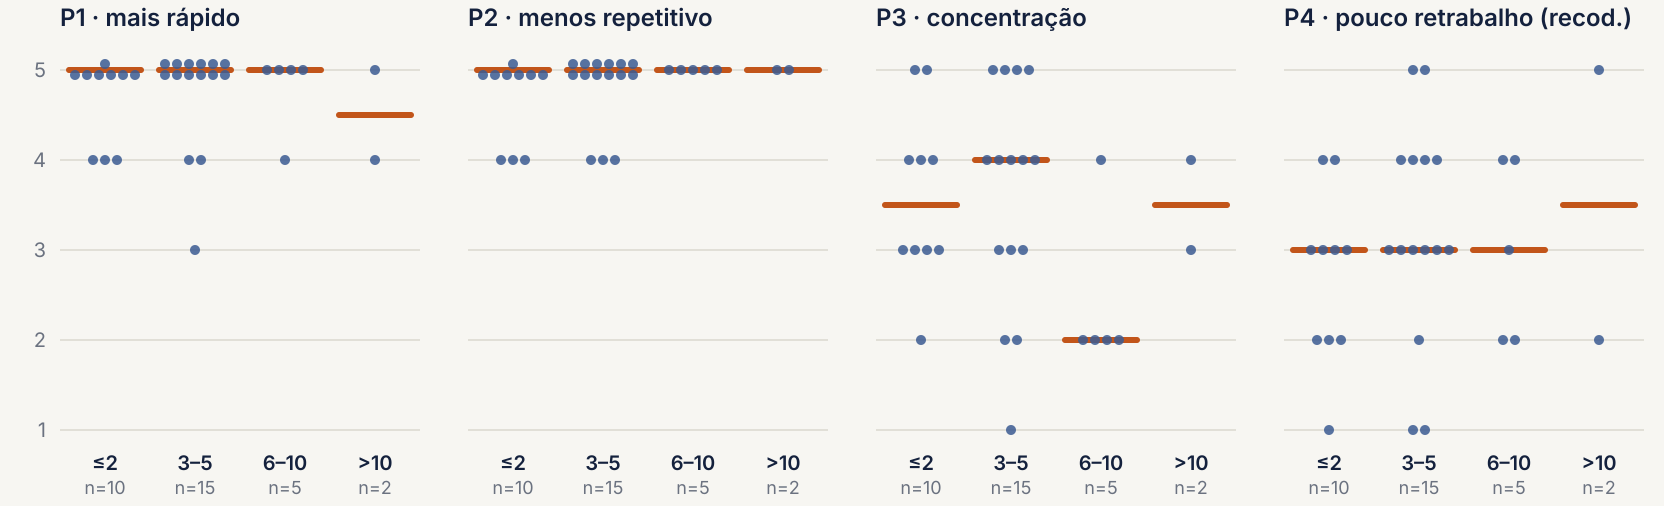 P1 · mais rápido
P2 · menos repetitivo
P3 · concentração
P4 · pouco retrabalho (recod.)
5
4
3
2
1
≤2 3–5 6–10 >10
n=10 n=15 n=5 n=2
≤2 3–5 6–10 >10
n=10 n=15 n=5 n=2
≤2 3–5 6–10 >10
n=10 n=15 n=5 n=2
≤2 3–5 6–10 >10
n=10 n=15 n=5 n=2